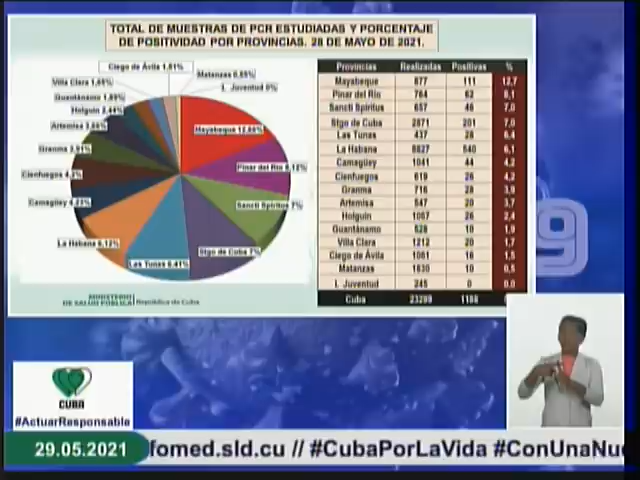 TOTAL DE MUESTRAS DE PCR ESTUDIADAS Y PORCENTAJE
DE POSITIVIDAD POR PROVINCIAS. 28 DE MAYO DE 2021.
Ciego de Ávila 1,51%
Matanzas 0,55%
I. Juventud 0%
Villa Clara 1,65%
Guantánamo 1,89%
Holguín 2,44%
Artemisa 3,66%
Granma 3,91%
Cienfuegos 4,2%
Camagüey 4,23%
La Habana 6,12%
Las Tunas 6,41%
Stgo de Cuba 7%
Sancti Spíritus 7%
Pinar del Río 8,12%
Mayabeque 12,66%
Provincias Realizadas Positivas %
Mayabeque 877 111 12,7
Pinar del Río 764 62 8,1
Sancti Spíritus 657 46 7,0
Stgo de Cuba 2871 201 7,0
Las Tunas 437 28 6,4
La Habana 8827 540 6,1
Camagüey 1041 44 4,2
Cienfuegos 619 26 4,2
Granma 716 28 3,9
Artemisa 547 20 3,7
Holguín 1067 26 2,4
Guantánamo 528 10 1,9
Villa Clara 1212 20 1,7
Ciego de Ávila 1061 16 1,5
Matanzas 1830 10 0,5
I. Juventud 245 0 0,0
Cuba 23299 1188
MINISTERIO
DE SALUD PÚBLICA República de Cuba
9
CUBA
#ActuarResponsable
29.05.2021 fomed.sld.cu // #CubaPorLaVida #ConUnaNue